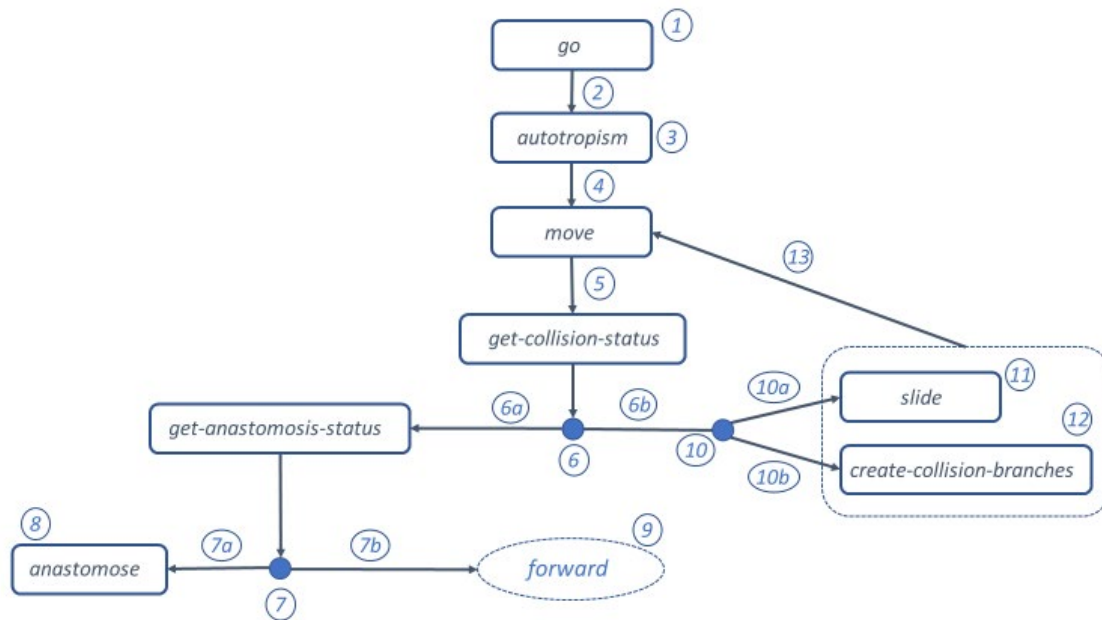 go
1
2
autotropism
3
4
move
5
13
get-collision-status
get-anastomosis-status
6a
6
6b
10
10a
10b
slide
11
12
create-collision-branches
8
anastomose
7a
7
7b
forward
9